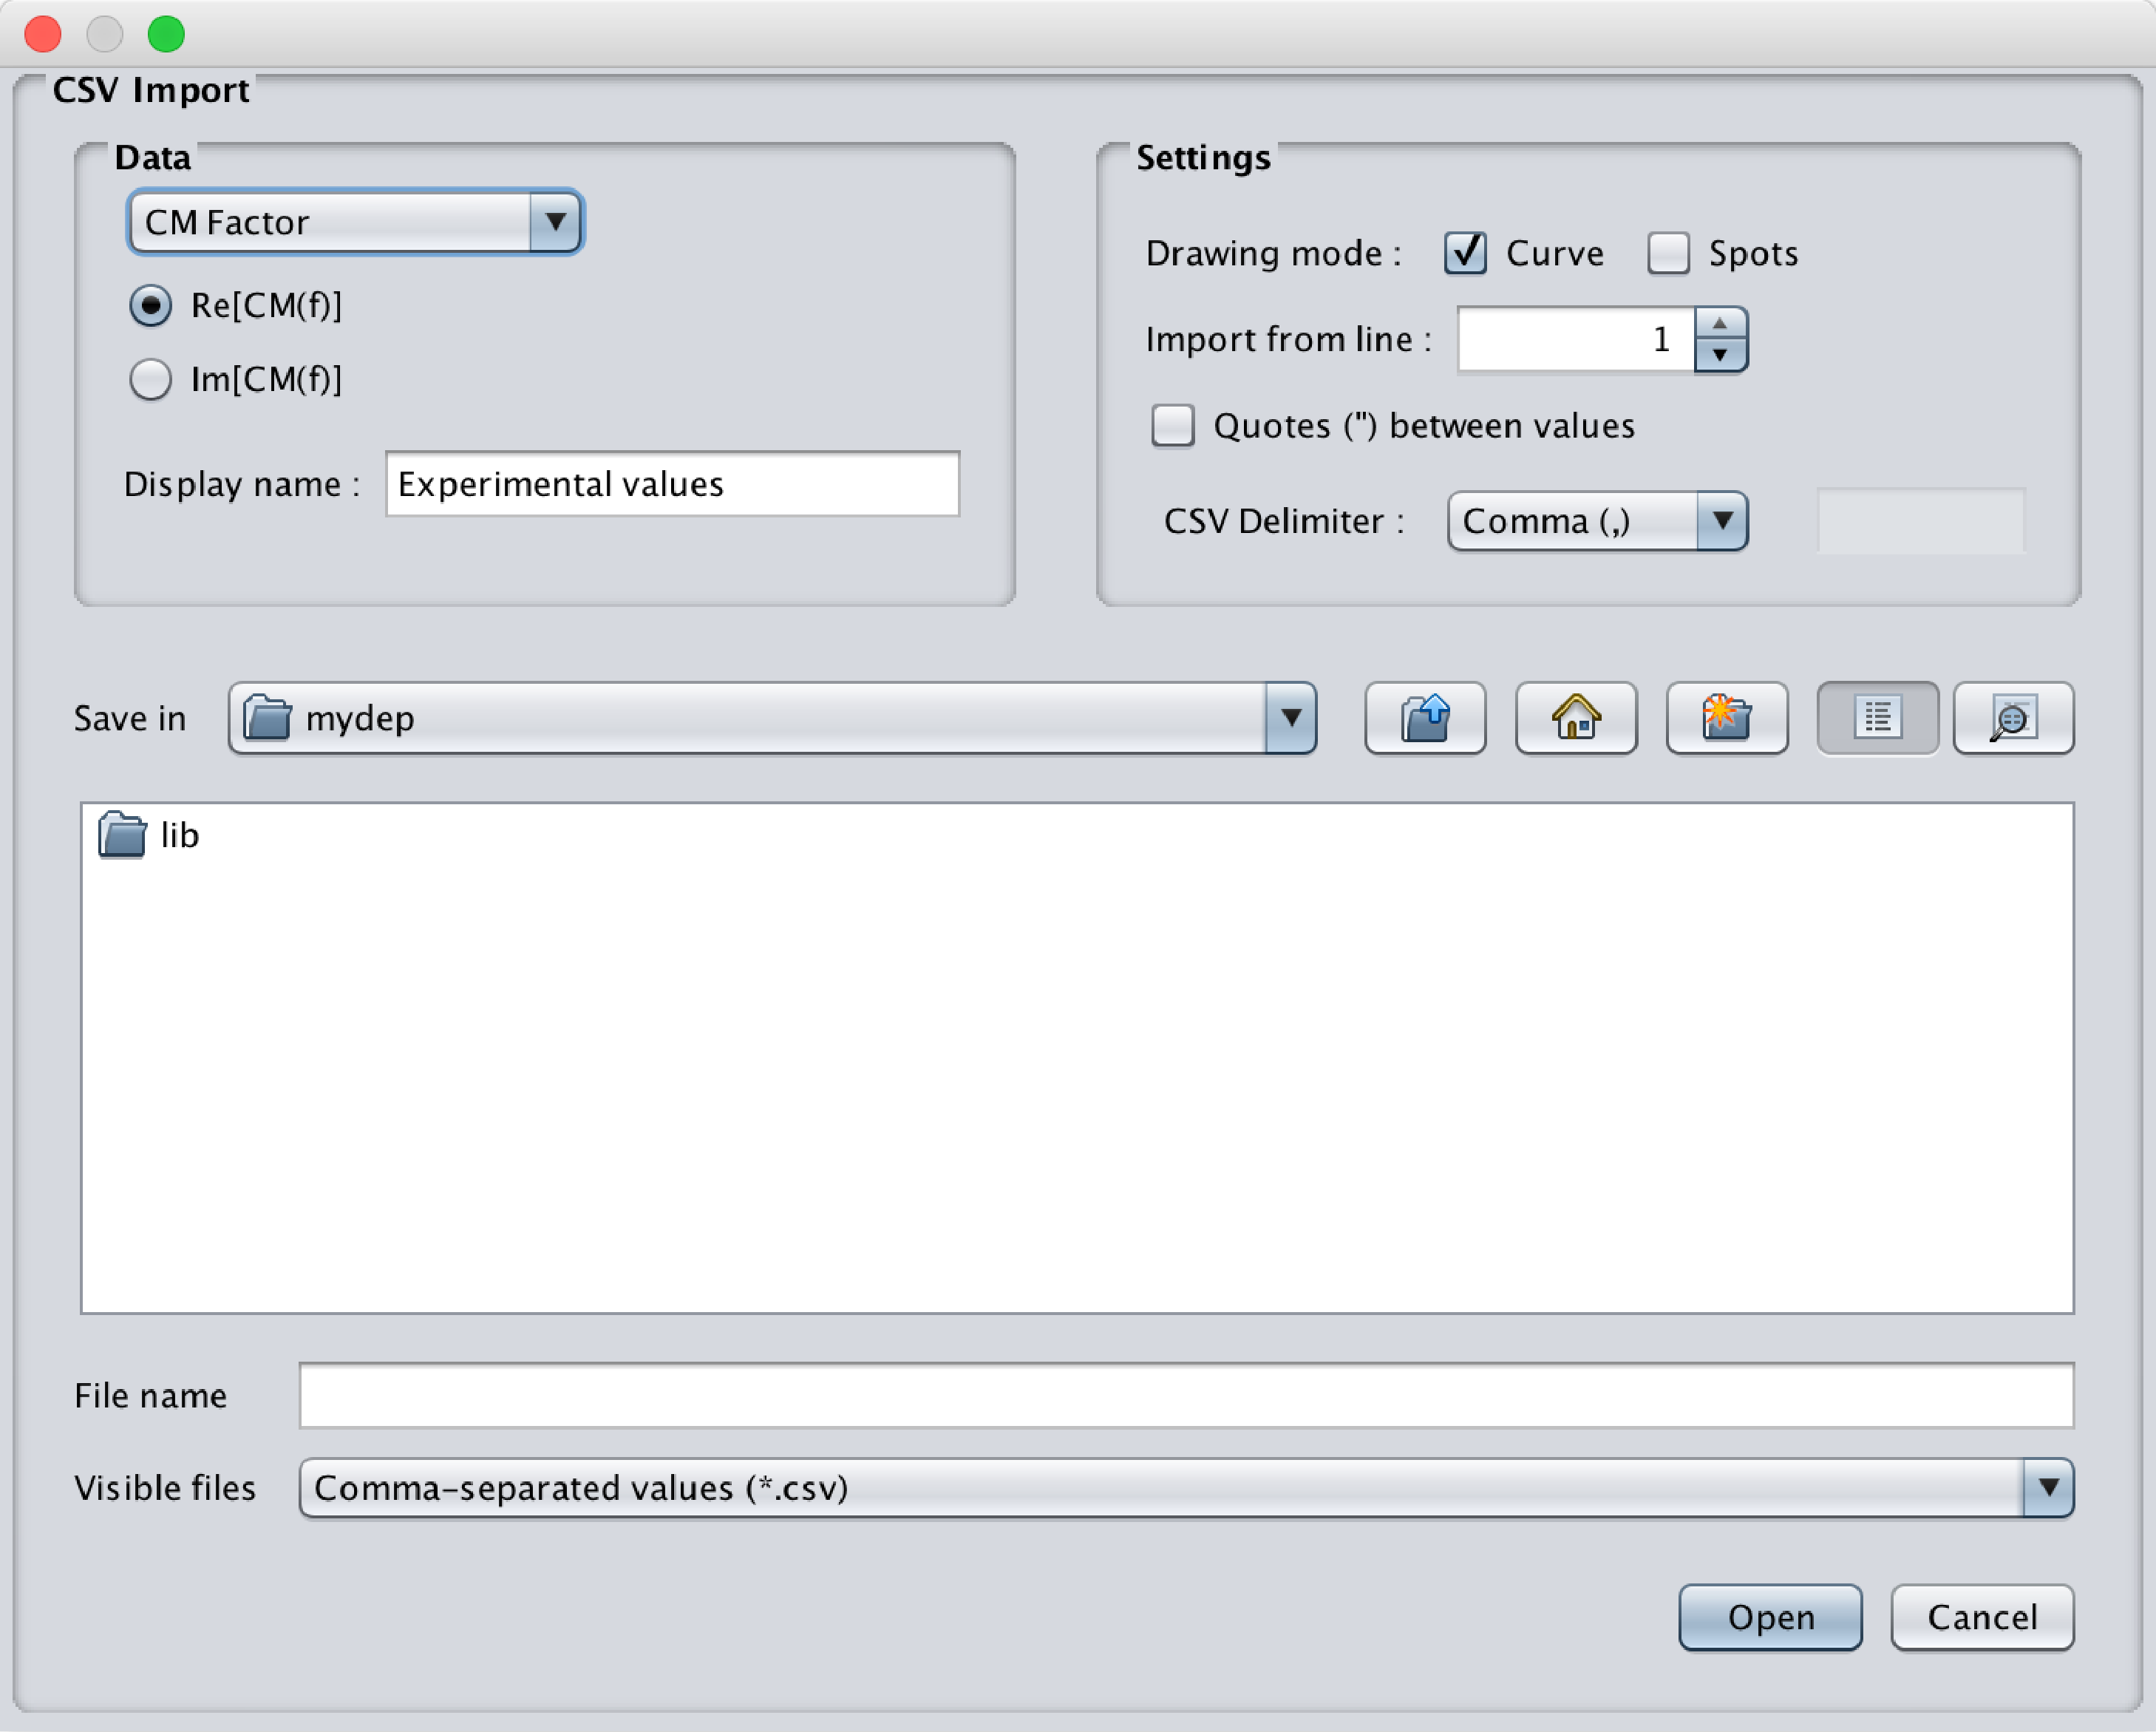 CSV Import
Data
CM Factor
Re[CM(f)]
Im[CM(f)]
Display name : Experimental values
Settings
Drawing mode : Curve Spots
Import from line : 1
Quotes (") between values
CSV Delimiter : Comma (,)
Save in mydep
lib
File name
Visible files Comma-separated values (*.csv)
Open Cancel